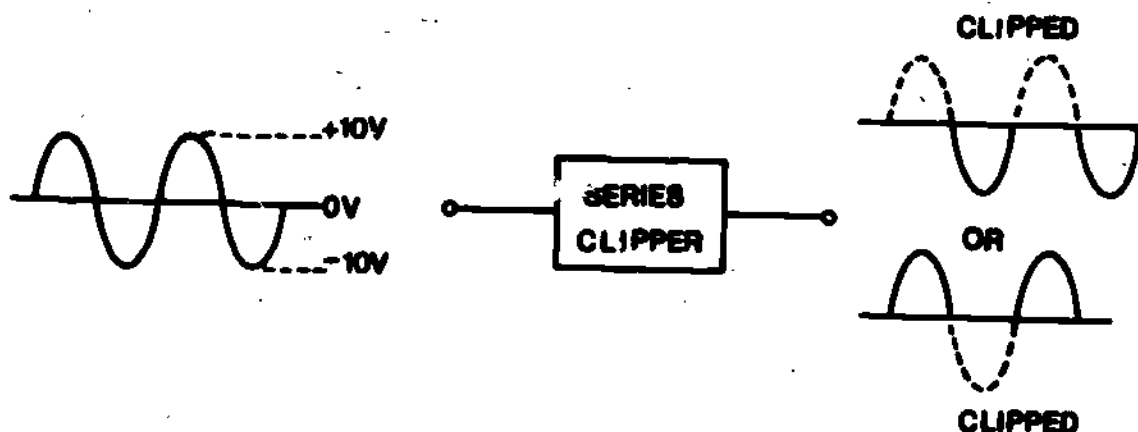 CLIPPED
+10V
0V
-10V
SERIES
CLIPPER
OR
CLIPPED